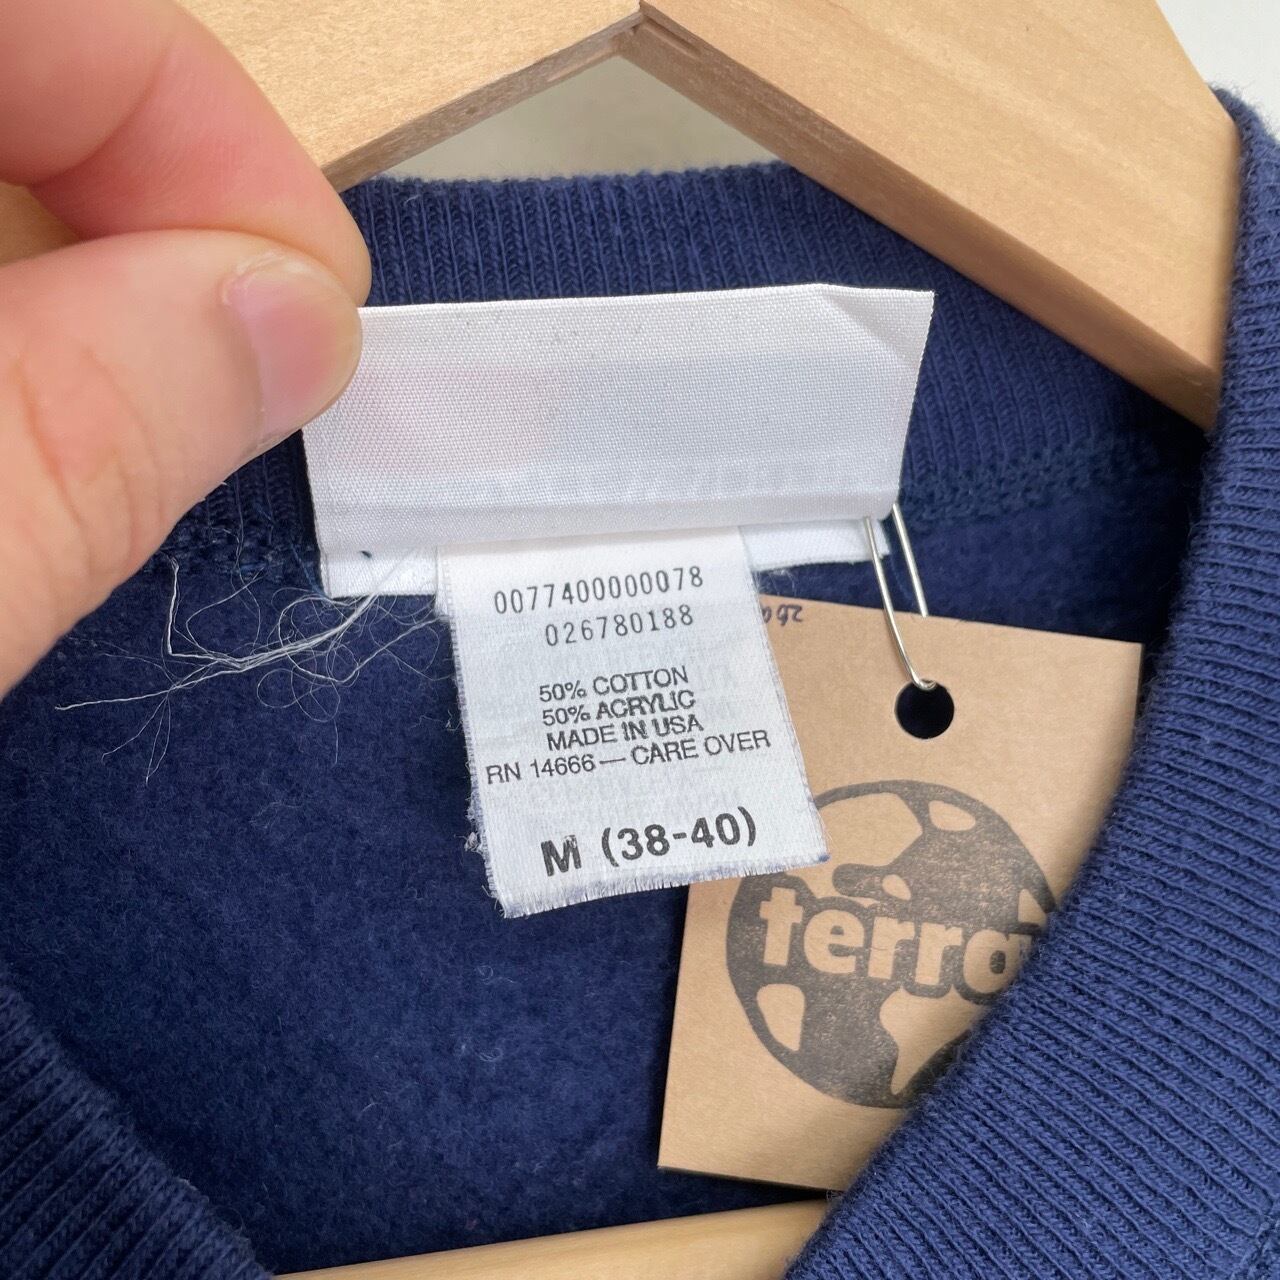 0077400000078
026780188
50% COTTON
50% ACRYLIC
MADE IN USA
RN 14666 — CARE OVER
M (38-40)
terra